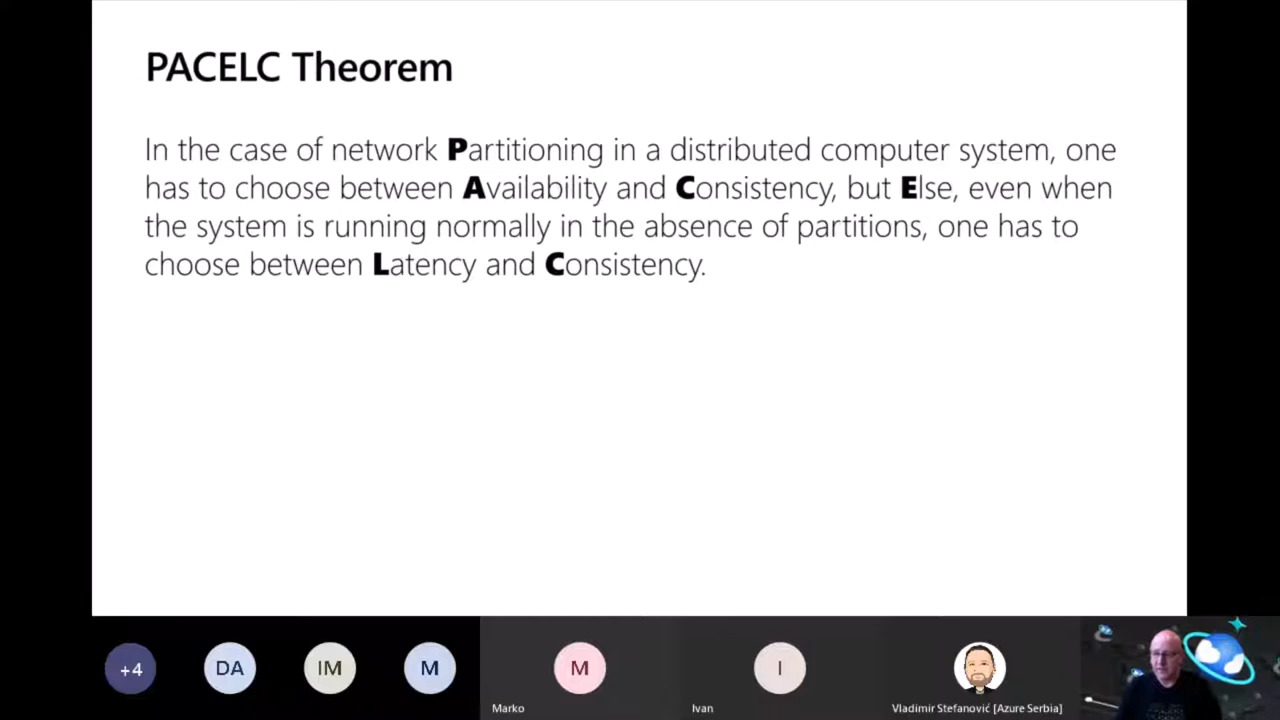 PACELC Theorem
In the case of network Partitioning in a distributed computer system, one
has to choose between Availability and Consistency, but Else, even when
the system is running normally in the absence of partitions, one has to
choose between Latency and Consistency.
+4
DA
IM
M
M
I
Marko
Ivan
Vladimir Stefanović [Azure Serbia]